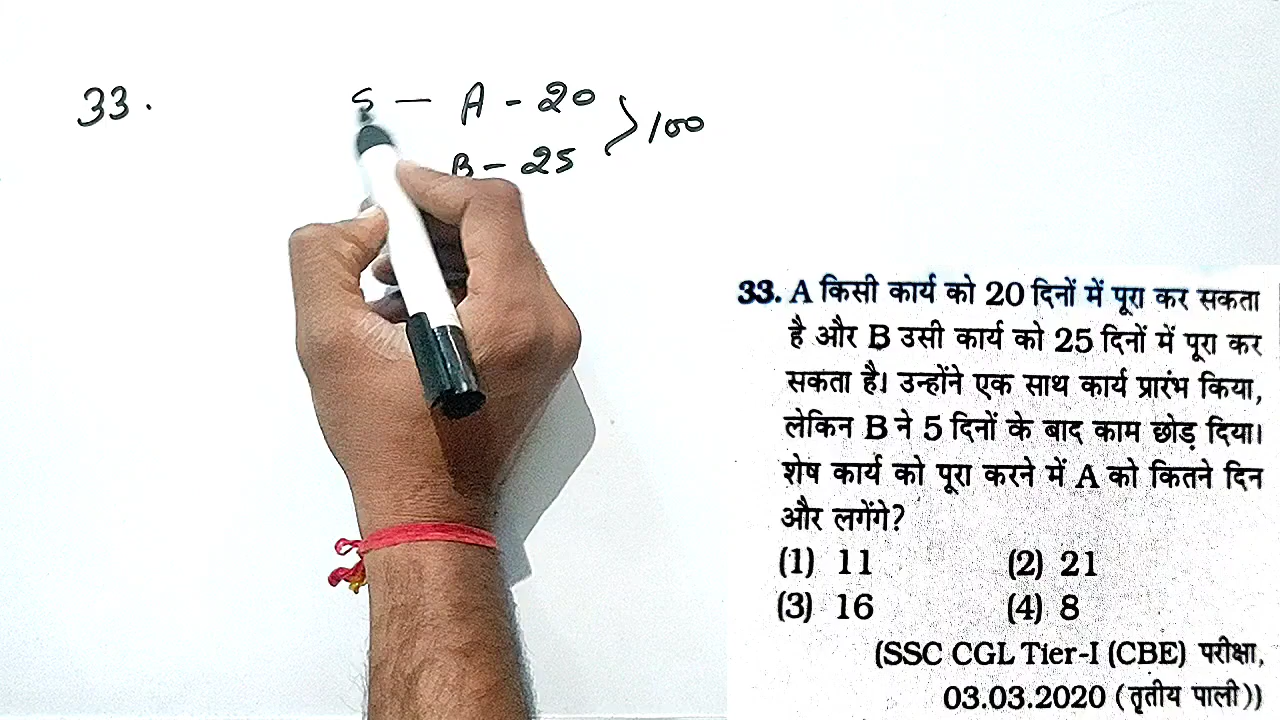 33. 5 - A - 20
B - 25 > 100
33. A किसी कार्य को 20 दिनों में पूरा कर सकता
है और B उसी कार्य को 25 दिनों में पूरा कर
सकता है। उन्होंने एक साथ कार्य प्रारंभ किया,
लेकिन B ने 5 दिनों के बाद काम छोड़ दिया।
शेष कार्य को पूरा करने में A को कितने दिन
और लगेंगे?
(1) 11 (2) 21
(3) 16 (4) 8
(SSC CGL Tier-I (CBE) परीक्षा,
03.03.2020 (तृतीय पाली))